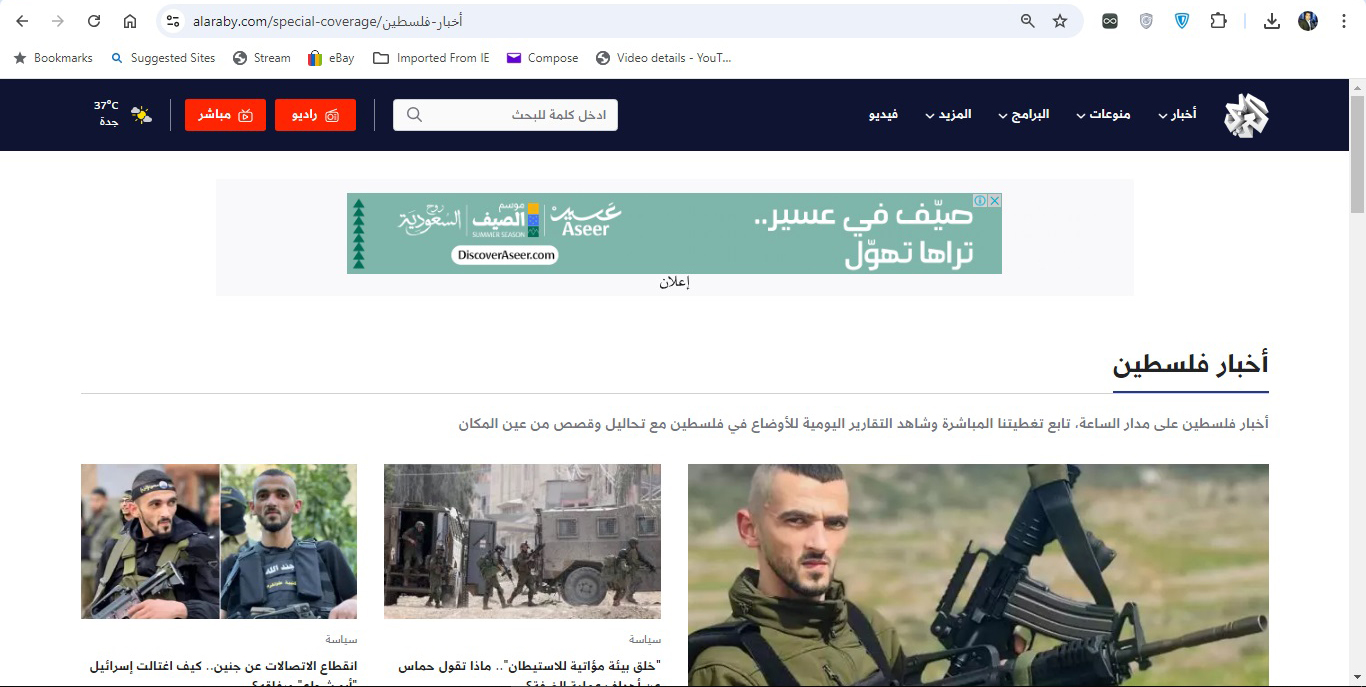 alaraby.com/special-coverage/أخبار-فلسطين
Bookmarks
Suggested Sites
Stream
eBay
Imported From IE
Compose
Video details - YouT...
أخبار
منوعات
البرامج
المزيد
فيديو
ادخل كلمة للبحث
راديو
مباشر
37°C
جدة
صيّف في عسير..
تراها تهوّل
عسير
Aseer
موسم
الصيف
SUMMER SEASON
روح
السعودية
DiscoverAseer.com
إعلان
أخبار فلسطين
أخبار فلسطين على مدار الساعة، تابع تغطيتنا المباشرة وشاهد التقارير اليومية للأوضاع في فلسطين مع تحاليل وقصص من عين المكان
سياسة
"خلق بيئة مؤاتية للاستيطان".. ماذا تقول حماس
سياسة
انقطاع الاتصالات عن جنين.. كيف اغتالت إسرائيل
جند الله